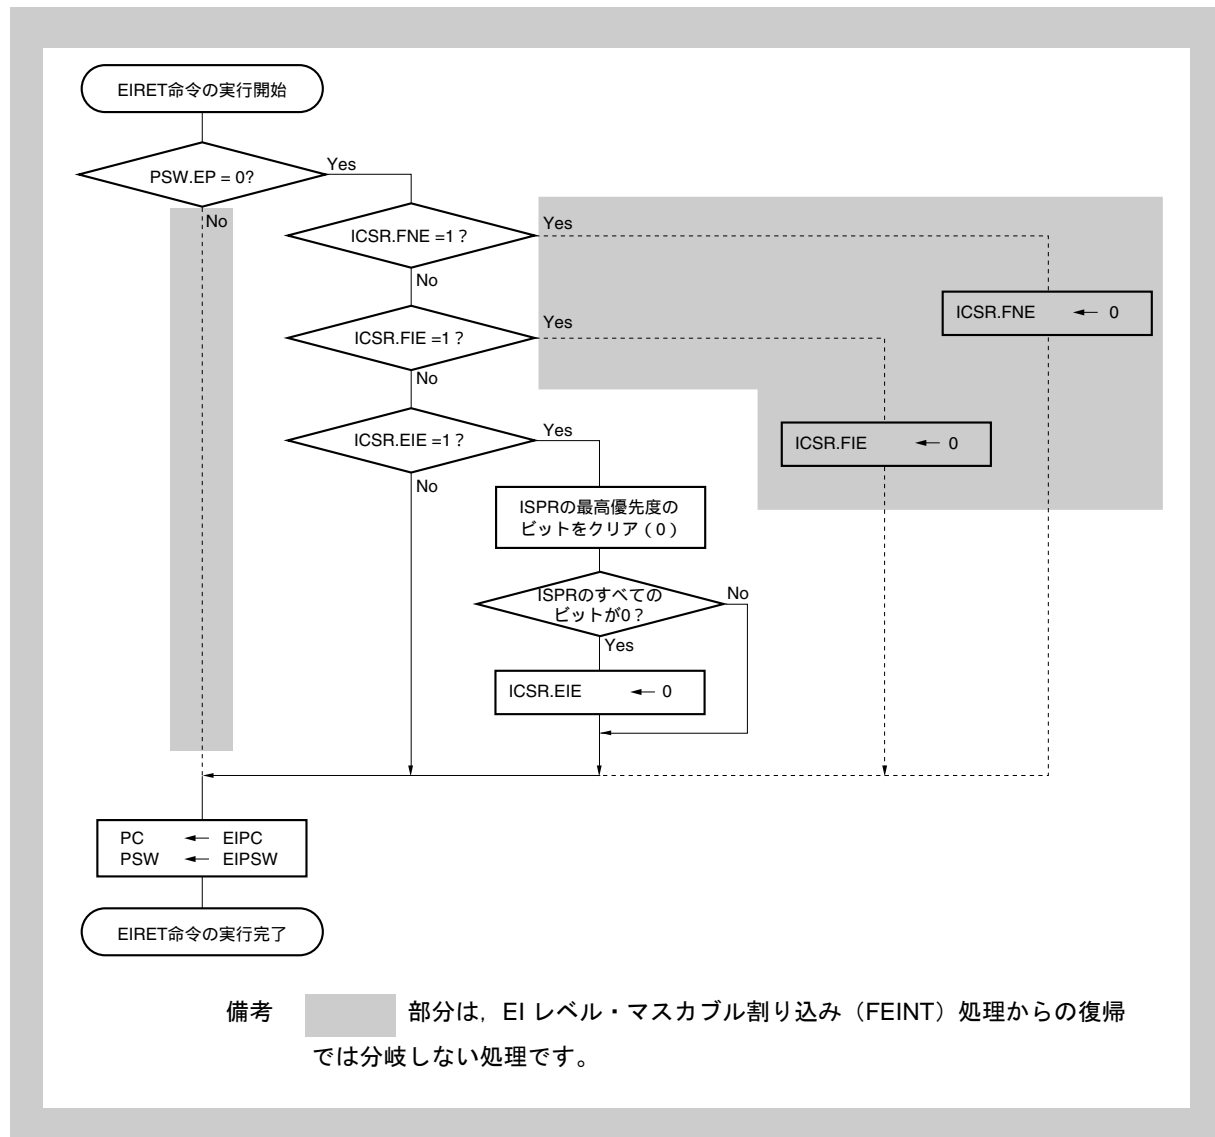 EIRET命令の実行開始
PSW.EP = 0?
Yes
No
ICSR.FNE =1？
Yes
No
ICSR.FNE ← 0
ICSR.FIE =1？
Yes
No
ICSR.FIE ← 0
ICSR.EIE =1？
Yes
No
ISPRの最高優先度の
ビットをクリア（0）
ISPRのすべての
ビットが0？
No
Yes
ICSR.EIE ← 0
PC ← EIPC
PSW ← EIPSW
EIRET命令の実行完了
備考 部分は，EI レベル・マスカブル割り込み（FEINT）処理からの復帰
では分岐しない処理です。